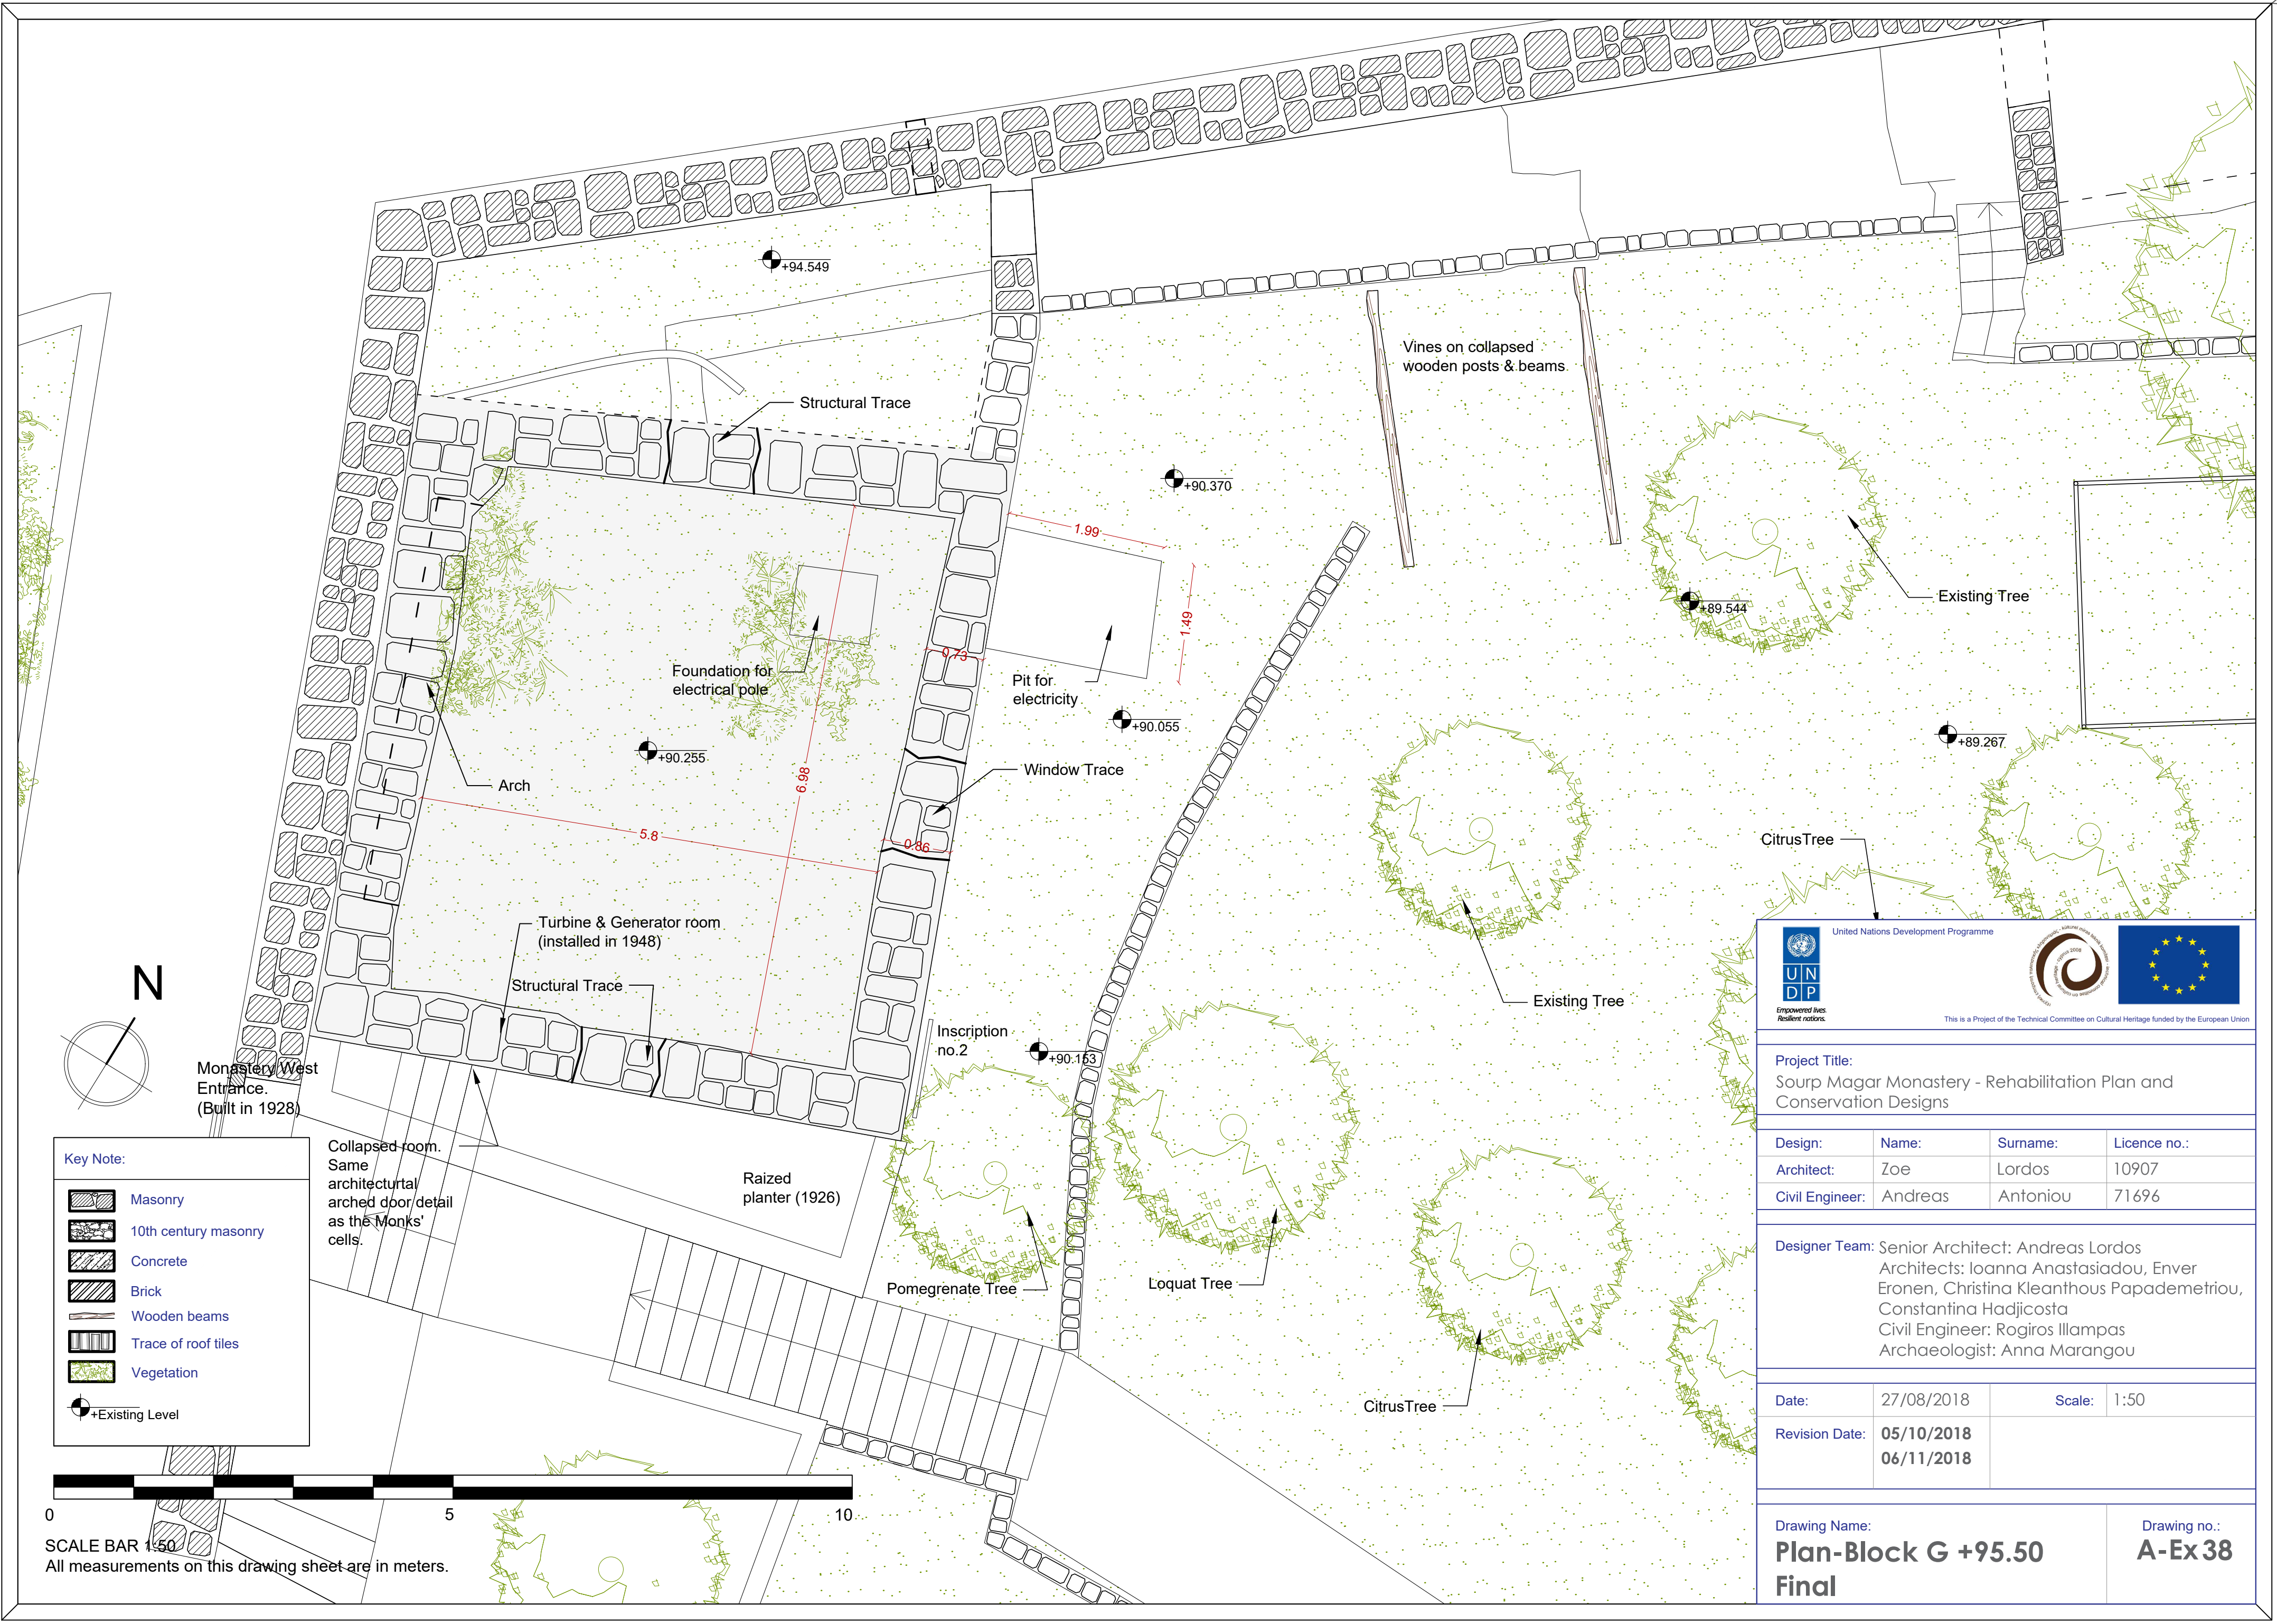 +94.549
Structural Trace
Vines on collapsed
wooden posts & beams
+90.370
1.99
1.49
0.73
Existing Tree
+89.544
Foundation for
electrical pole
Pit for
electricity
+90.055
+90.255
6.98
Window Trace
+89.267
Arch
5.8
0.86
CitrusTree
Turbine & Generator room
(installed in 1948)
Structural Trace
Existing Tree
Inscription
no.2
+90.153
N
Monastery West
Entrance.
(Built in 1928)
Collapsed room.
Same
architecturtal
arched door detail
as the Monks'
cells.
Raized
planter (1926)
Pomegrenate Tree
Loquat Tree
CitrusTree
Key Note:
Masonry
10th century masonry
Concrete
Brick
Wooden beams
Trace of roof tiles
Vegetation
+Existing Level
0 5 10
SCALE BAR 1:50
All measurements on this drawing sheet are in meters.
United Nations Development Programme
U N
D P
Empowered lives.
Resilient nations.
This is a Project of the Technical Committee on Cultural Heritage funded by the European Union
Project Title:
Sourp Magar Monastery - Rehabilitation Plan and
Conservation Designs
Design: Name: Surname: Licence no.:
Architect: Zoe Lordos 10907
Civil Engineer: Andreas Antoniou 71696
Designer Team: Senior Architect: Andreas Lordos
Architects: Ioanna Anastasiadou, Enver
Eronen, Christina Kleanthous Papademetriou,
Constantina Hadjicosta
Civil Engineer: Rogiros Illampas
Archaeologist: Anna Marangou
Date: 27/08/2018 Scale: 1:50
Revision Date: 05/10/2018
06/11/2018
Drawing Name:
Plan-Block G +95.50
Final
Drawing no.:
A-Ex 38